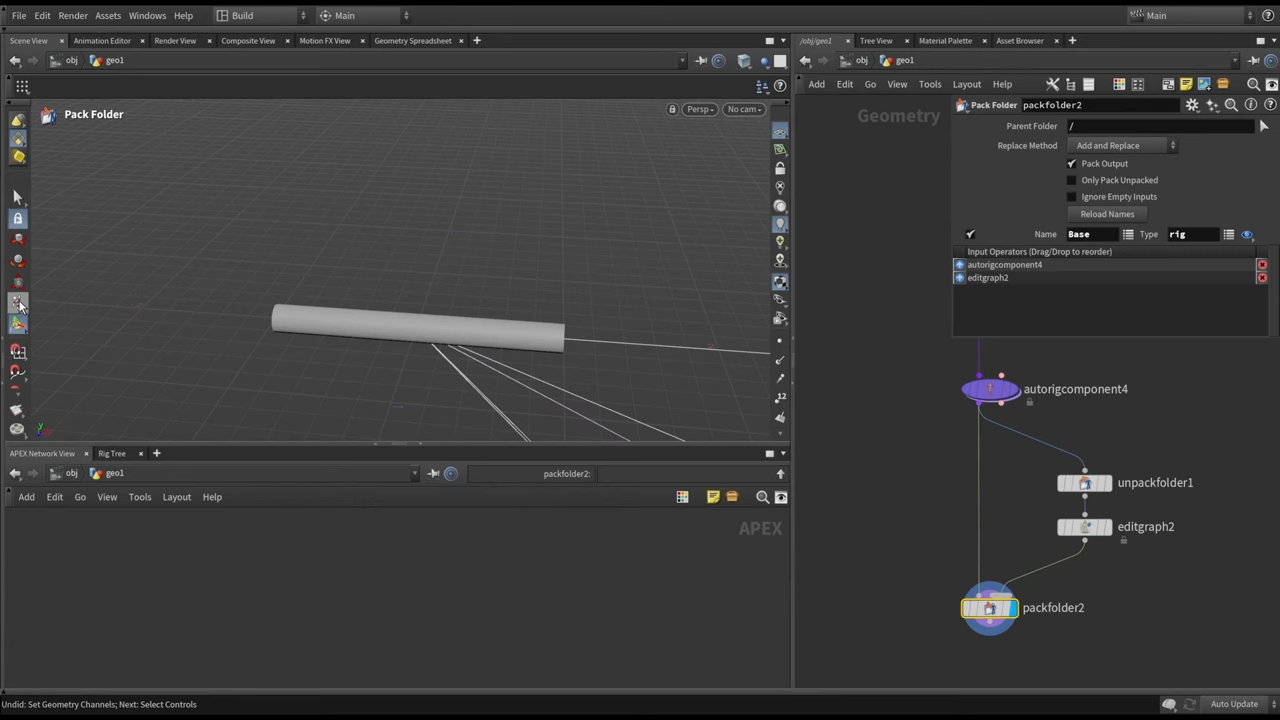 File Edit Render Assets Windows Help Build Main Main
Scene View Animation Editor Render View Composite View Motion FX View Geometry Spreadsheet
obj geo1
Pack Folder
Persp No cam
12
y
APEX Network View Rig Tree
obj geo1 packfolder2:
Add Edit Go View Tools Layout Help
APEX
/obj/geo1 Tree View Material Palette Asset Browser
obj geo1
Add Edit Go View Tools Layout Help
Geometry
Pack Folder packfolder2
Parent Folder /
Replace Method Add and Replace
Pack Output
Only Pack Unpacked
Ignore Empty Inputs
Reload Names
Name Base Type rig
Input Operators (Drag/Drop to reorder)
autorigcomponent4
editgraph2
autorigcomponent4
unpackfolder1
editgraph2
packfolder2
Undid: Set Geometry Channels; Next: Select Controls Auto Update